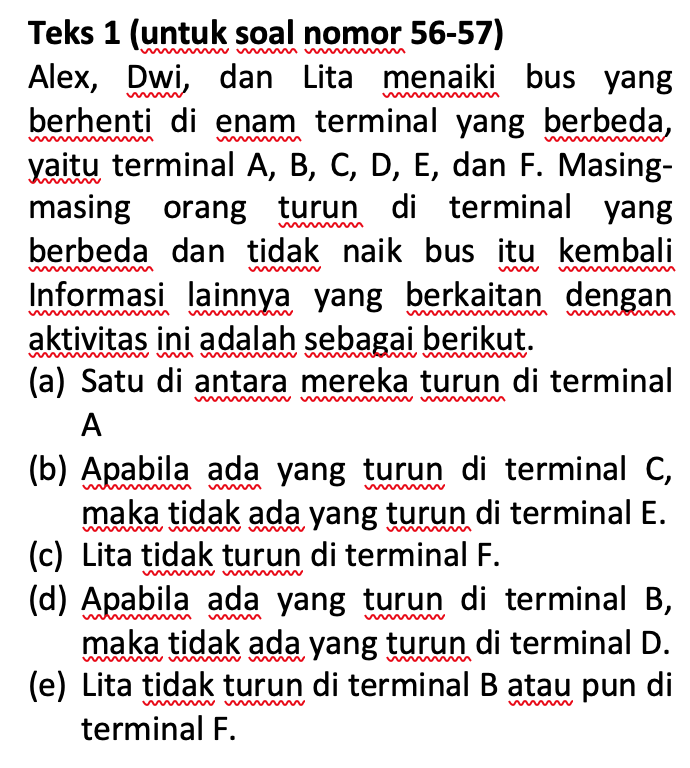 Teks 1 (untuk soal nomor 56-57)
Alex, Dwi, dan Lita menaiki bus yang
berhenti di enam terminal yang berbeda,
yaitu terminal A, B, C, D, E, dan F. Masing-
masing orang turun di terminal yang
berbeda dan tidak naik bus itu kembali
Informasi lainnya yang berkaitan dengan
aktivitas ini adalah sebagai berikut.
(a) Satu di antara mereka turun di terminal
A
(b) Apabila ada yang turun di terminal C,
maka tidak ada yang turun di terminal E.
(c) Lita tidak turun di terminal F.
(d) Apabila ada yang turun di terminal B,
maka tidak ada yang turun di terminal D.
(e) Lita tidak turun di terminal B atau pun di
terminal F.